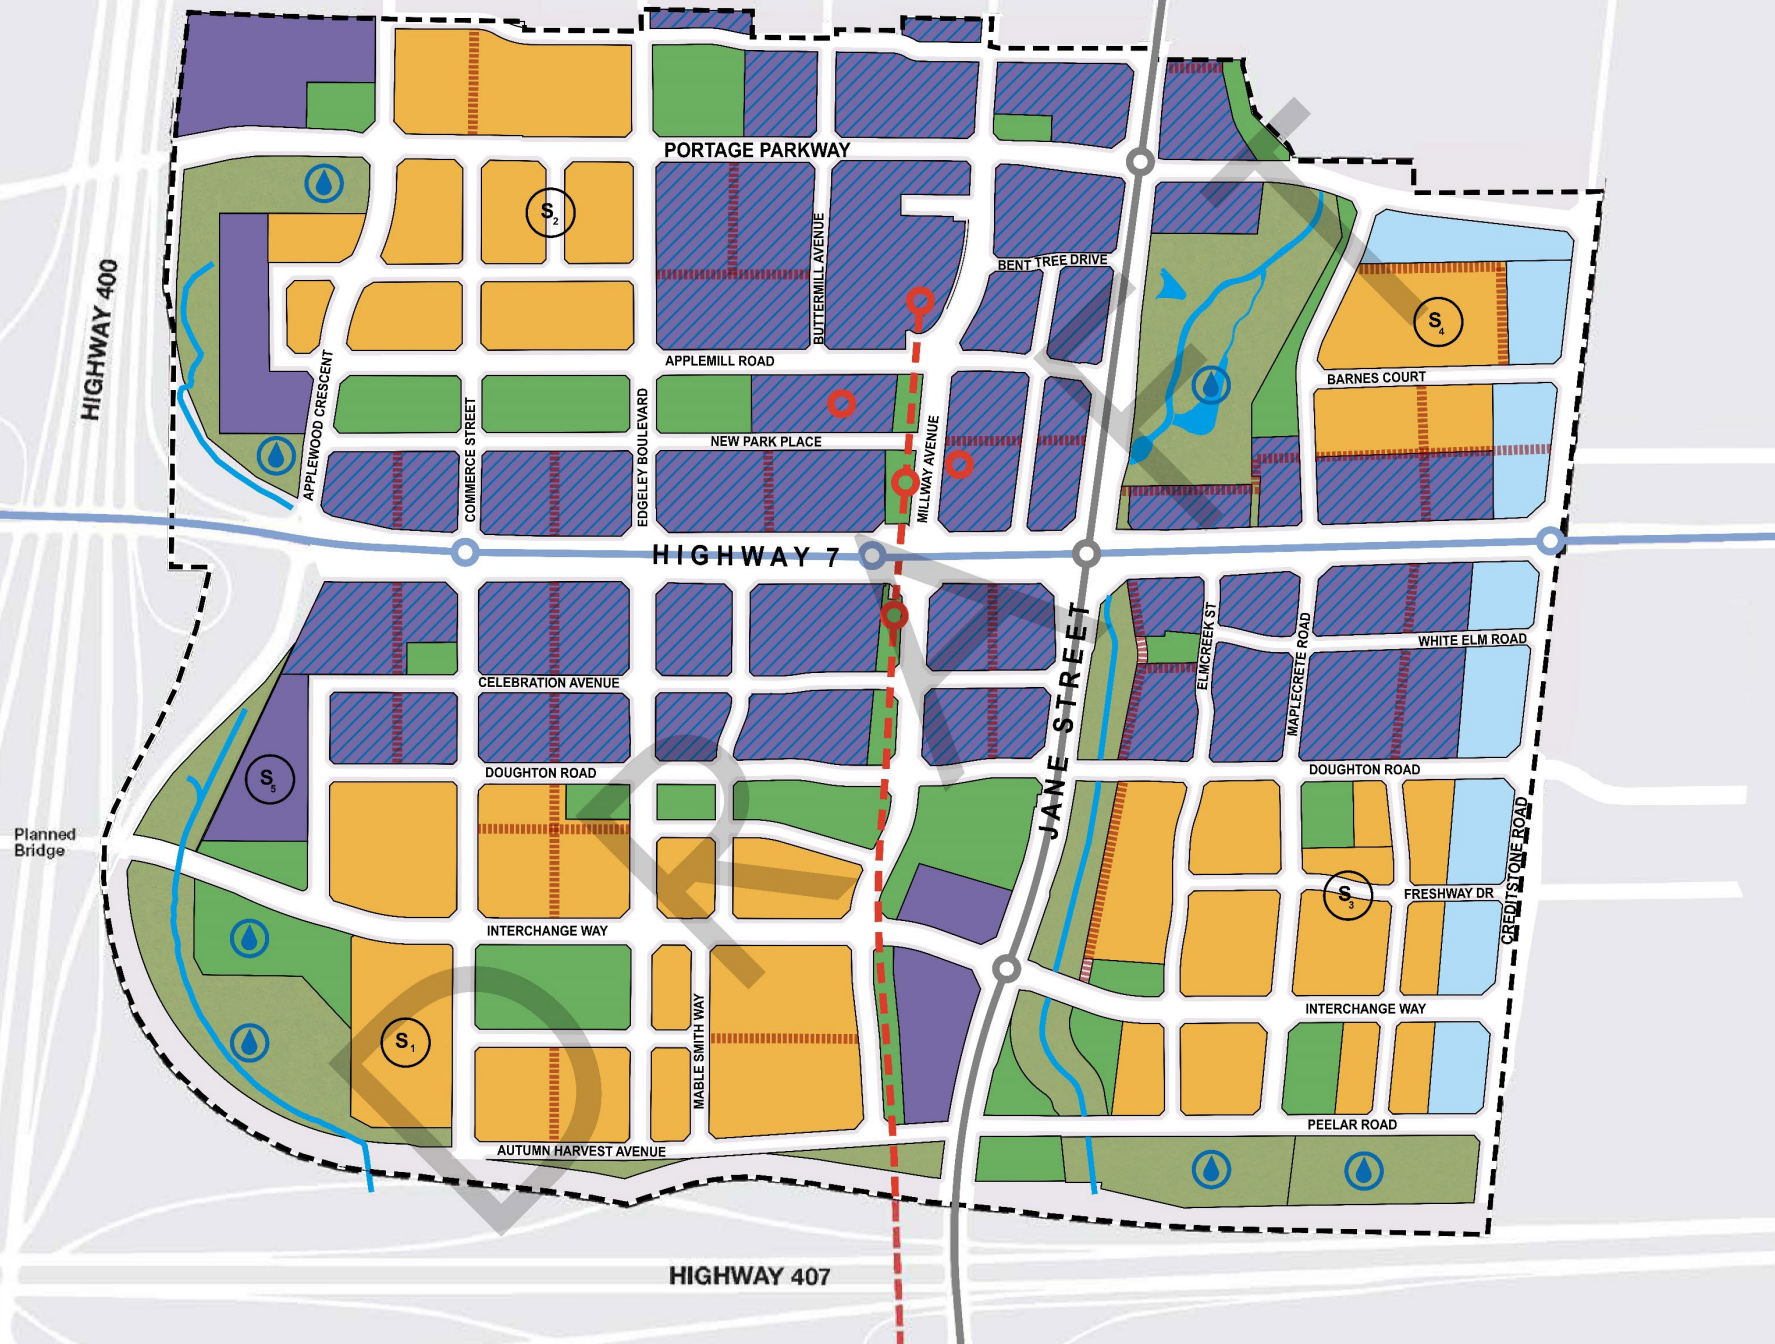 PORTAGE PARKWAY
S2
BUTTERMILL AVENUE
BENT TREE DRIVE
HIGHWAY 400
S4
APPLEMILL ROAD
BARNES COURT
APPLEWOOD CRESCENT
COMMERCE STREET
EDGELEY BOULEVARD
NEW PARK PLACE
MILLWAY AVENUE
HIGHWAY 7
JANE STREET
ELMCREEK ST
MAPLECRETE ROAD
WHITE ELM ROAD
CELEBRATION AVENUE
S5
DOUGHTON ROAD
DOUGHTON ROAD
Planned
Bridge
CREDITSTONE ROAD
S3
FRESHWAY DR
INTERCHANGE WAY
INTERCHANGE WAY
S1
MABLE SMITH WAY
PEELAR ROAD
AUTUMN HARVEST AVENUE
HIGHWAY 407
DRAFT